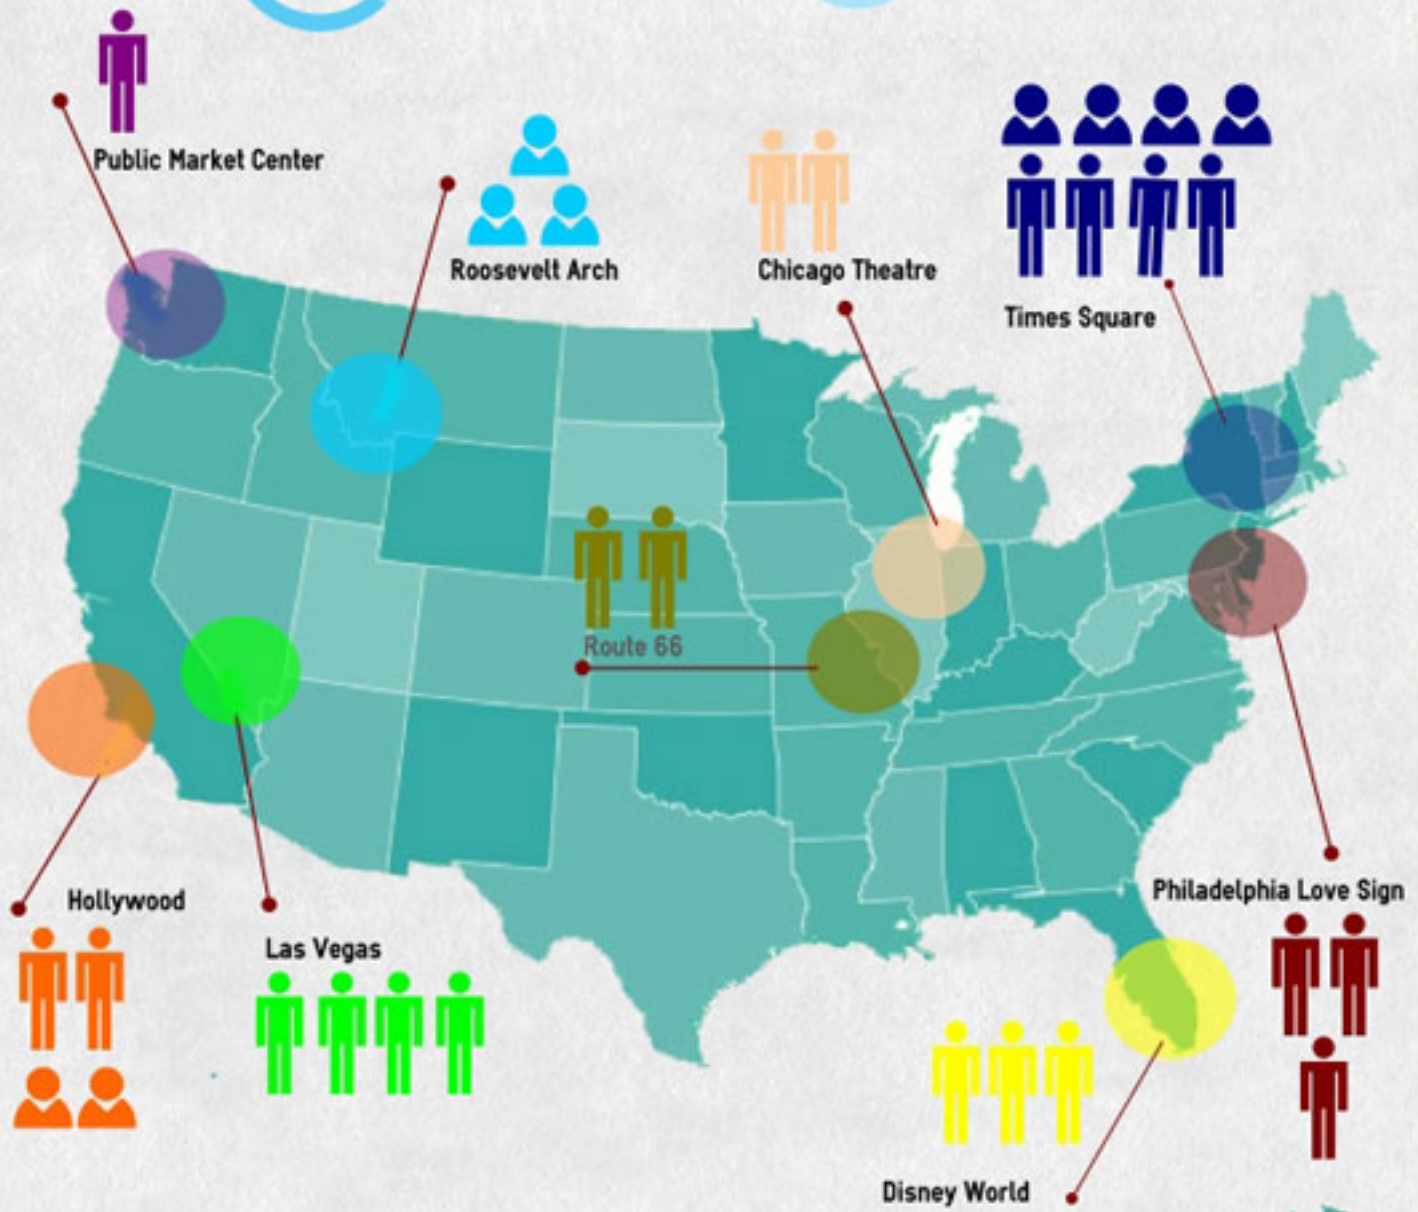 Public Market Center
Roosevelt Arch
Chicago Theatre
Times Square
Route 66
Hollywood
Las Vegas
Philadelphia Love Sign
Disney World